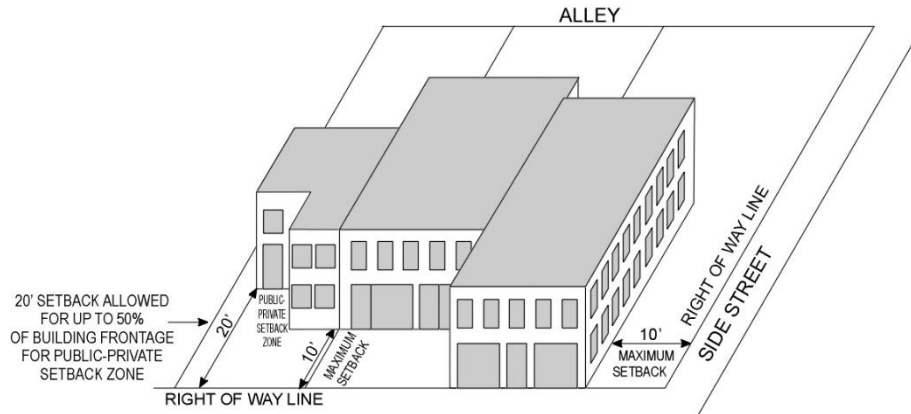 ALLEY
RIGHT OF WAY LINE
SIDE STREET
20' SETBACK ALLOWED
FOR UP TO 50%
OF BUILDING FRONTAGE
FOR PUBLIC-PRIVATE
SETBACK ZONE
20'
PUBLIC-
PRIVATE
SETBACK
ZONE
10'
MAXIMUM
SETBACK
10'
MAXIMUM
SETBACK
RIGHT OF WAY LINE